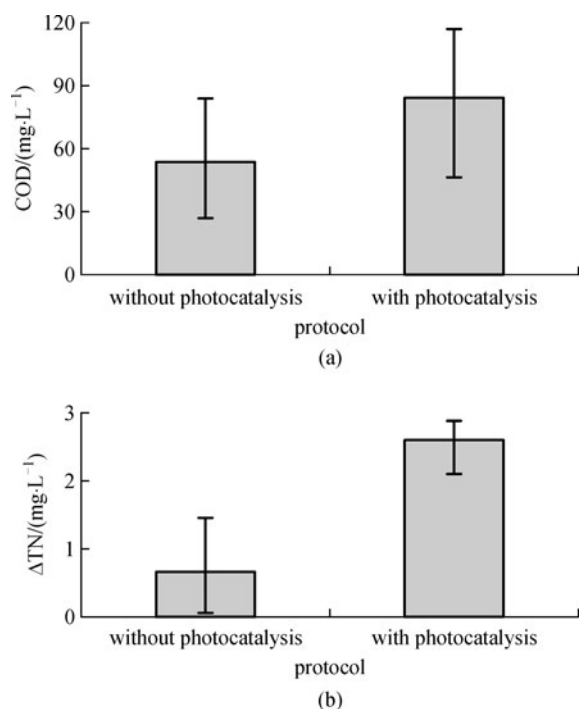 120
90
60
30
0
COD/(mg·L⁻¹)
without photocatalysis with photocatalysis
protocol
(a)
3
2
1
0
ΔTN/(mg·L⁻¹)
without photocatalysis with photocatalysis
protocol
(b)